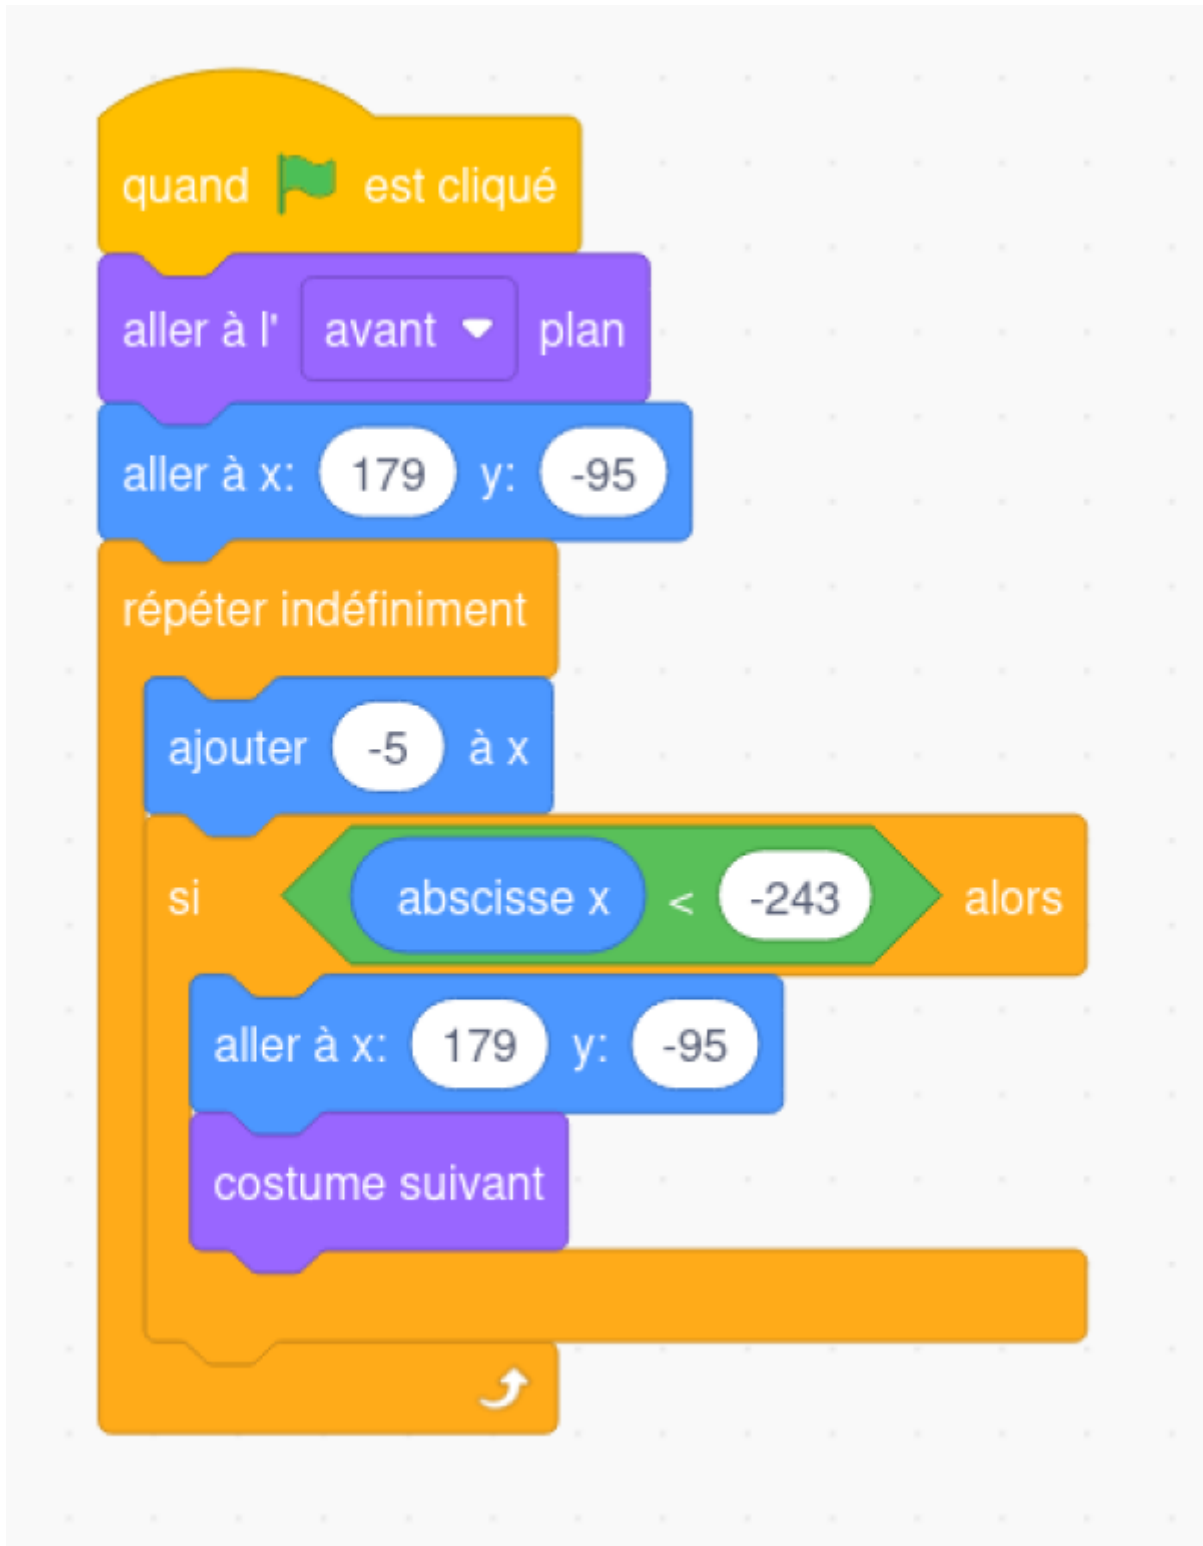 quand est cliqué
aller à l' avant plan
aller à x: 179 y: -95
répéter indéfiniment
ajouter -5 à x
si abscisse x < -243 alors
aller à x: 179 y: -95
costume suivant